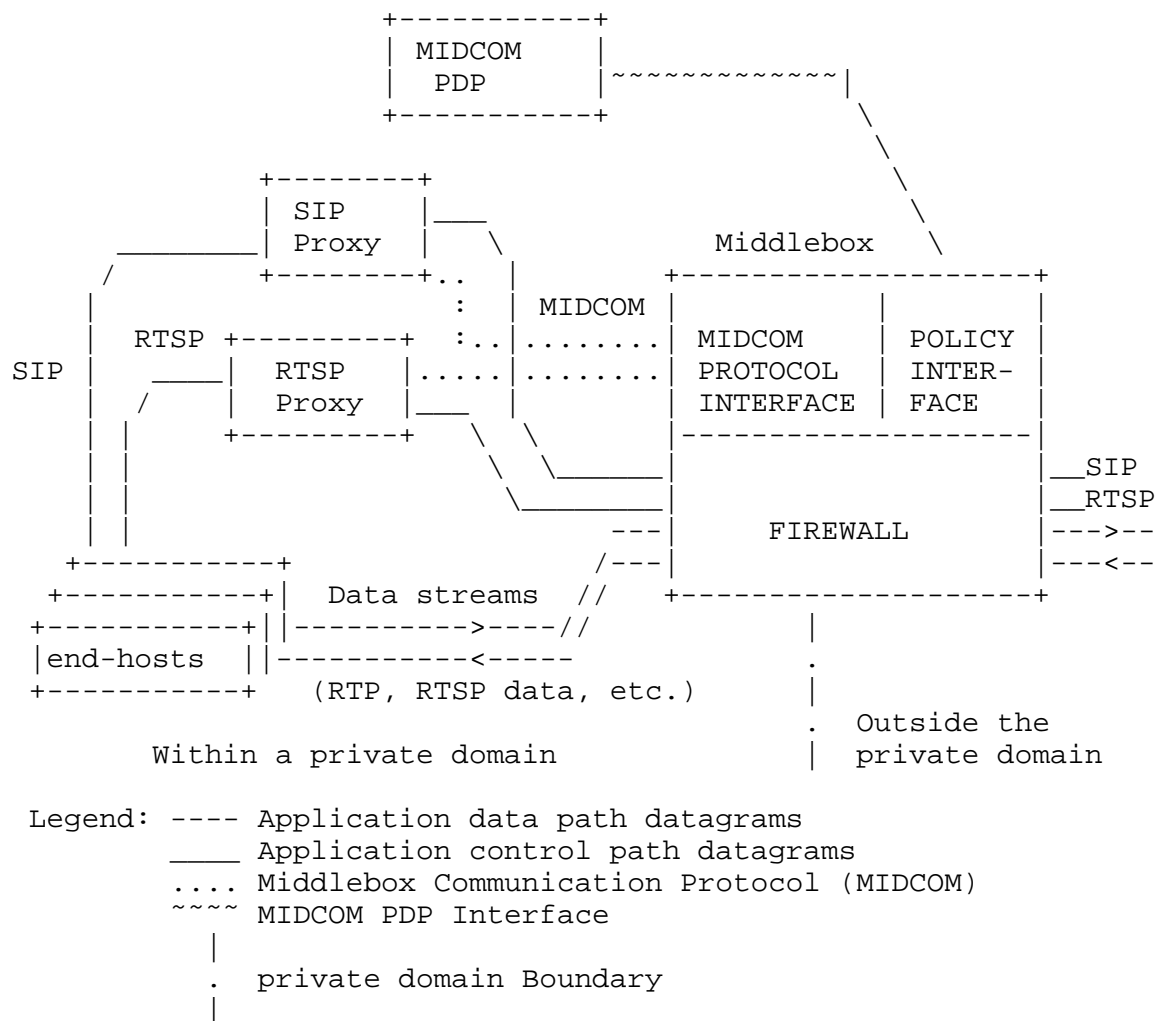 MIDCOM
PDP
SIP
Proxy
Middlebox
MIDCOM
RTSP
MIDCOM
POLICY
SIP
RTSP
PROTOCOL
INTER-
Proxy
INTERFACE
FACE
SIP
RTSP
FIREWALL
Data streams
end-hosts
(RTP, RTSP data, etc.)
Outside the
Within a private domain
private domain
Legend: ---- Application data path datagrams
____ Application control path datagrams
.... Middlebox Communication Protocol (MIDCOM)
~~~~ MIDCOM PDP Interface
private domain Boundary